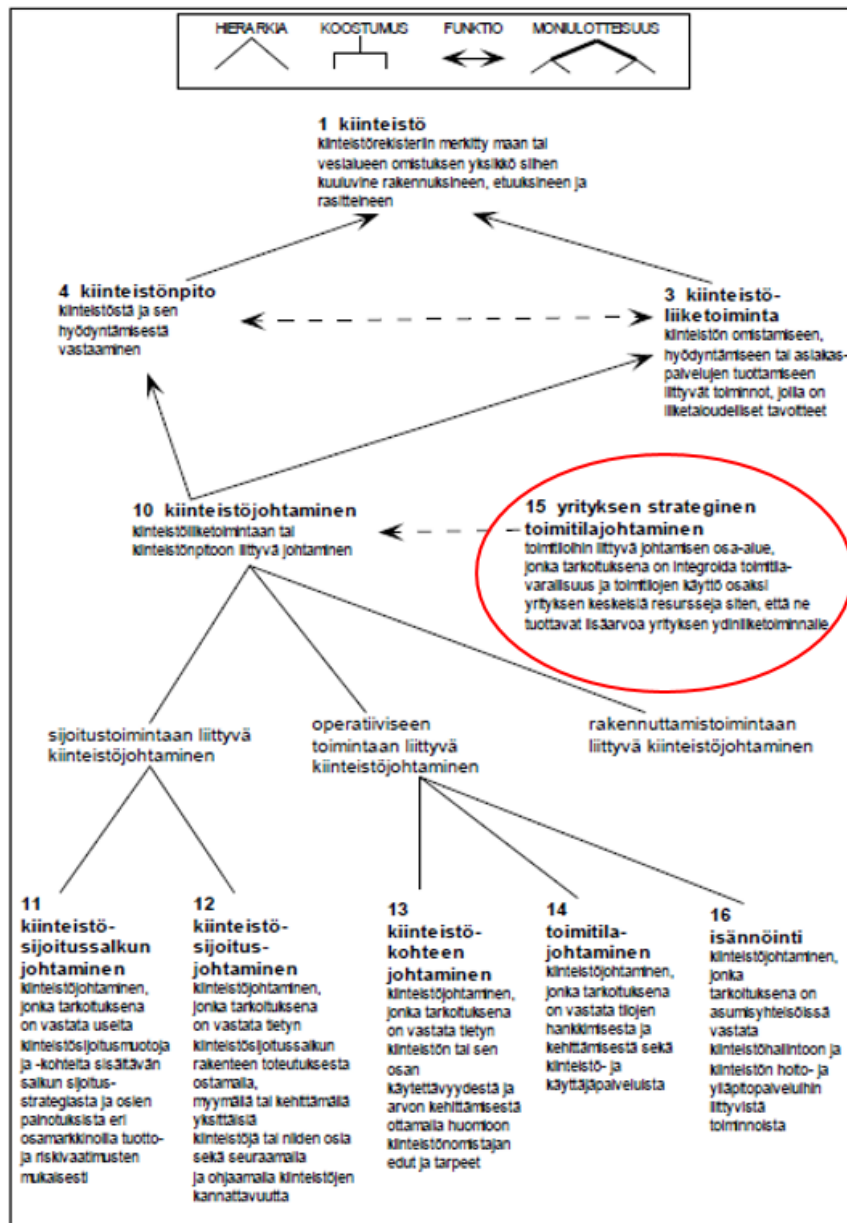 HIERARKIA KOOSTUMUS FUNKTIO MONIULOTTEISUUS
1 kiinteistö
kiinteistörekisteriin merkitty maan tai
vesialueen omistuksen yksikkö siihen
kuuluvine rakennuksineen, etuuksineen ja
rasitteineen
4 kiinteistönpito
kiinteistöstä ja sen
hyödyntämisestä
vastaaminen
3 kiinteistö-
liiketoiminta
kiinteistön omistamiseen,
hyödyntämiseen tai asiakas-
palvelujen tuottamiseen
liittyvät toiminnot, joilla on
liiketaloudelliset tavoitteet
10 kiinteistöjohtaminen
kiinteistöliiketoimintaan tai
kiinteistönpitoon liittyvä johtaminen
15 yrityksen strateginen
toimitilajohtaminen
toimitiloihin liittyvä johtamisen osa-alue,
jonka tarkoituksena on integroida toimitila-
varallisuus ja toimitilojen käyttö osaksi
yrityksen keskeisiä resursseja siten, että ne
tuottavat lisäarvoa yrityksen ydinliiketoiminnalle
sijoitustoimintaan liittyvä
kiinteistöjohtaminen
operatiiviseen
toimintaan liittyvä
kiinteistöjohtaminen
rakennuttamistoimintaan
liittyvä kiinteistöjohtaminen
11
kiinteistö-
sijoitussalkun
johtaminen
kiinteistöjohtaminen,
jonka tarkoituksena
on vastata useita
kiinteistösijoitusmuotoja
ja -kohteita sisältävän
salkun sijoitus-
strategiasta ja osien
painotuksista eri
osamarkkinoilla tuotto-
ja riskivaatimusten
mukaisesti
12
kiinteistö-
sijoitus-
johtaminen
kiinteistöjohtaminen,
jonka tarkoituksena
on vastata tietyn
kiinteistösijoitussalkun
rakenteen toteutuksesta
ostamalla,
myymällä tai kehittämällä
yksittäisiä
kiinteistöjä tai niiden osia
sekä seuraamalla
ja ohjaamalla kiinteistöjen
kannattavuutta
13
kiinteistö-
kohteen
johtaminen
kiinteistöjohtaminen,
jonka tarkoituksena
on vastata tietyn
kiinteistön tai sen
osan
käytettävyydestä ja
arvon kehittämisestä
ottamalla huomioon
kiinteistönomistajan
edut ja tarpeet
14
toimitila-
johtaminen
kiinteistöjohtaminen,
jonka tarkoituksena
on vastata tilojen
hankkimisesta ja
kehittämisestä sekä
kiinteistö- ja
käyttäjäpalveluista
16
isännöinti
kiinteistöjohtaminen,
jonka
tarkoituksena on
asumisyhteisöissä
vastata
kiinteistöhallintoon ja
kiinteistön hoito- ja
ylläpitopalveluihin
liittyvistä
toiminnoista